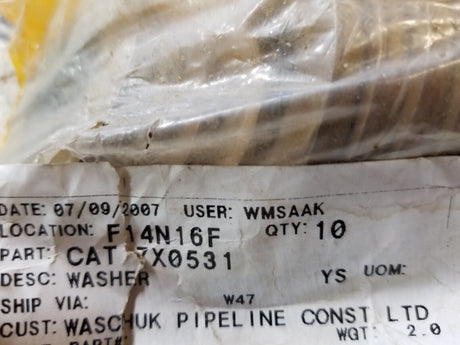 DATE: 07/09/2007 USER: WMSAAK
LOCATION: F14N16F QTY: 10
PART: CAT 7X0531
DESC: WASHER YS UOM:
SHIP VIA: W47
CUST: WASCHUK PIPELINE CONST LTD
PART#: WGT: 2.0